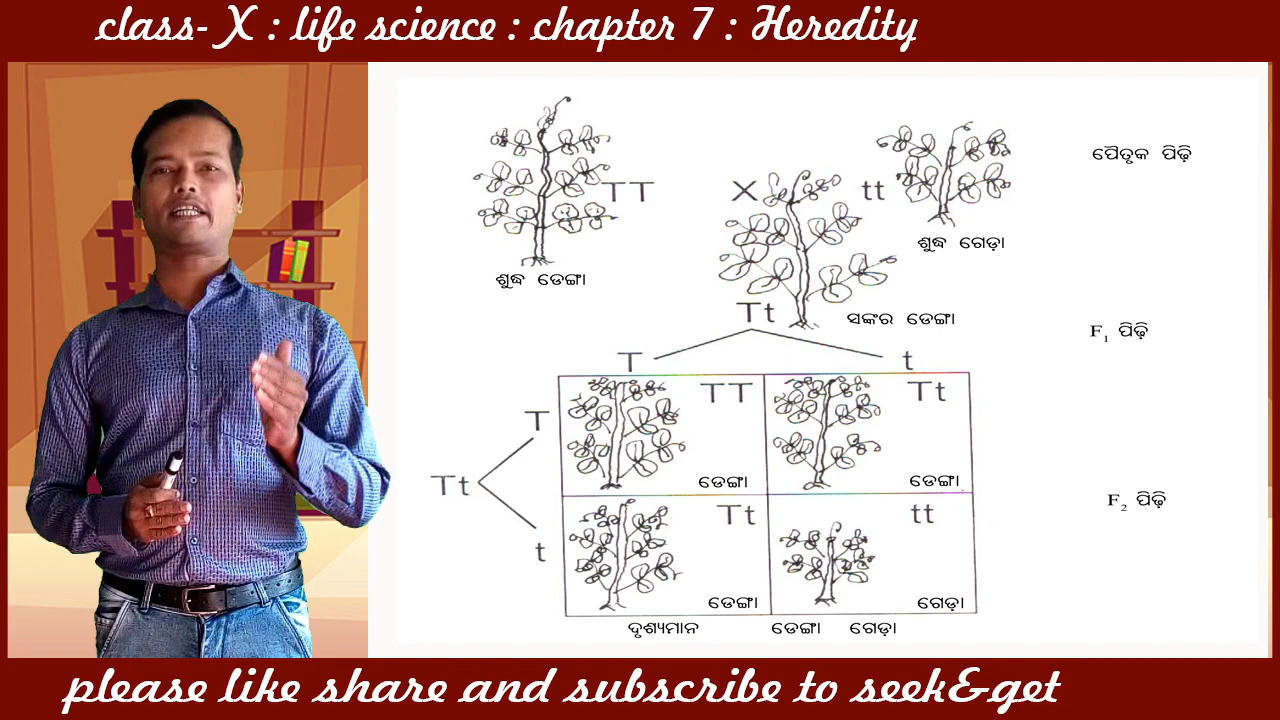 class- X : life science : chapter 7 : Heredity
ପୈତୃକ ପିଢ଼ି
TT X tt
ଶୁଦ୍ଧ ଡେଙ୍ଗା
ଶୁଦ୍ଧ ଗେଡ଼ା
Tt
ସଙ୍କର ଡେଙ୍ଗା
F₁ ପିଢ଼ି
T t
T TT Tt
ଡେଙ୍ଗା ଡେଙ୍ଗା
Tt
F₂ ପିଢ଼ି
t Tt tt
ଡେଙ୍ଗା ଗେଡ଼ା
ଦୃଶ୍ୟମାନ ଡେଙ୍ଗା ଗେଡ଼ା
please like share and subscribe to seek&get